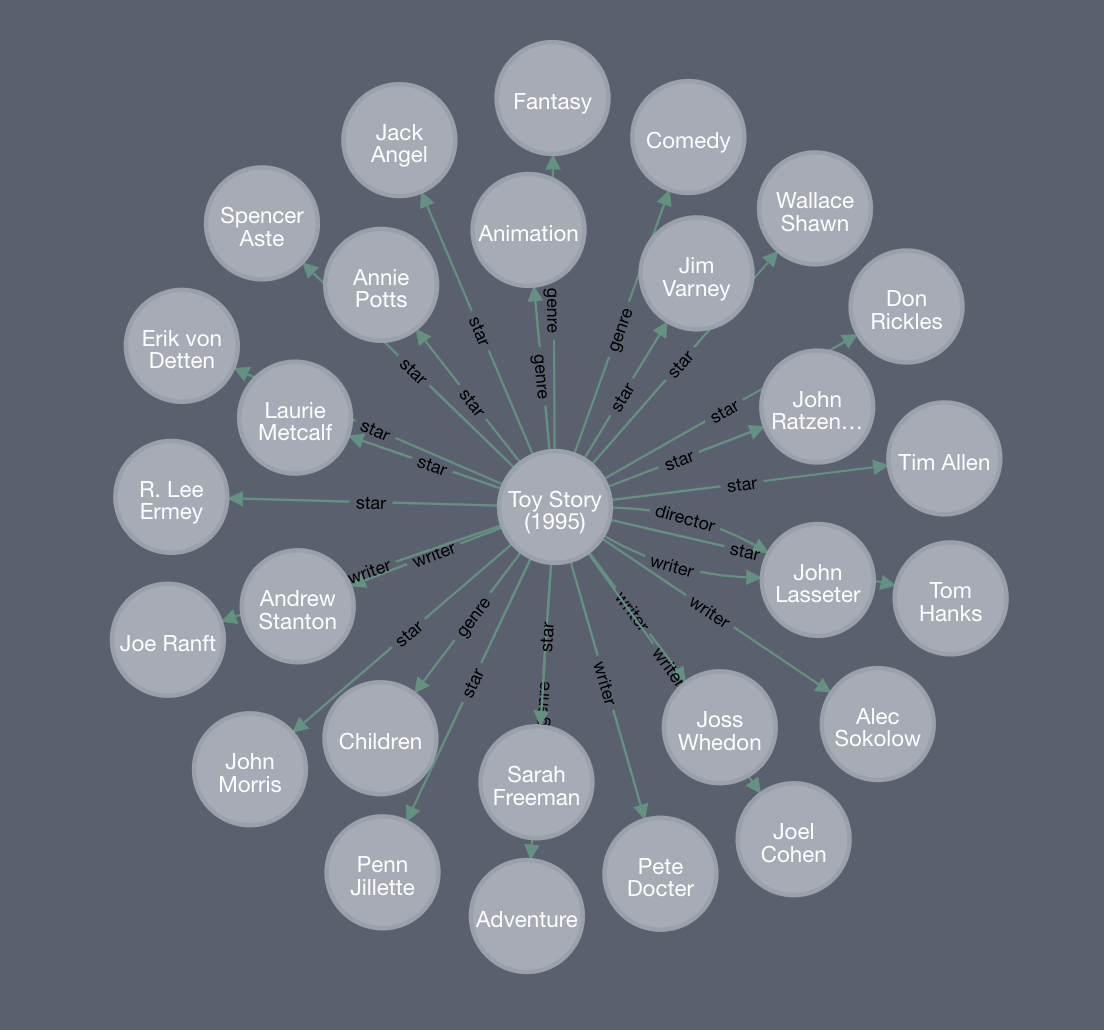 Fantasy
Jack
Angel
Comedy
Wallace
Shawn
Spencer
Aste
Animation
Jim
Varney
Annie
Potts
Don
Rickles
genre
star
genre
Erik von
Detten
genre
star
star
star
star
Laurie
Metcalf
John
Ratzen…
star
star
star
star
Tim Allen
star
R. Lee
Ermey
star
Toy Story
(1995)
director
star
writer
writer
writer
John
Lasseter
Tom
Hanks
Andrew
Stanton
Joe Ranft
genre
star
star
writer
writer
writer
star
writer
genre
Children
Joss
Whedon
Alec
Sokolow
John
Morris
Sarah
Freeman
Joel
Cohen
Penn
Jillette
Pete
Docter
Adventure